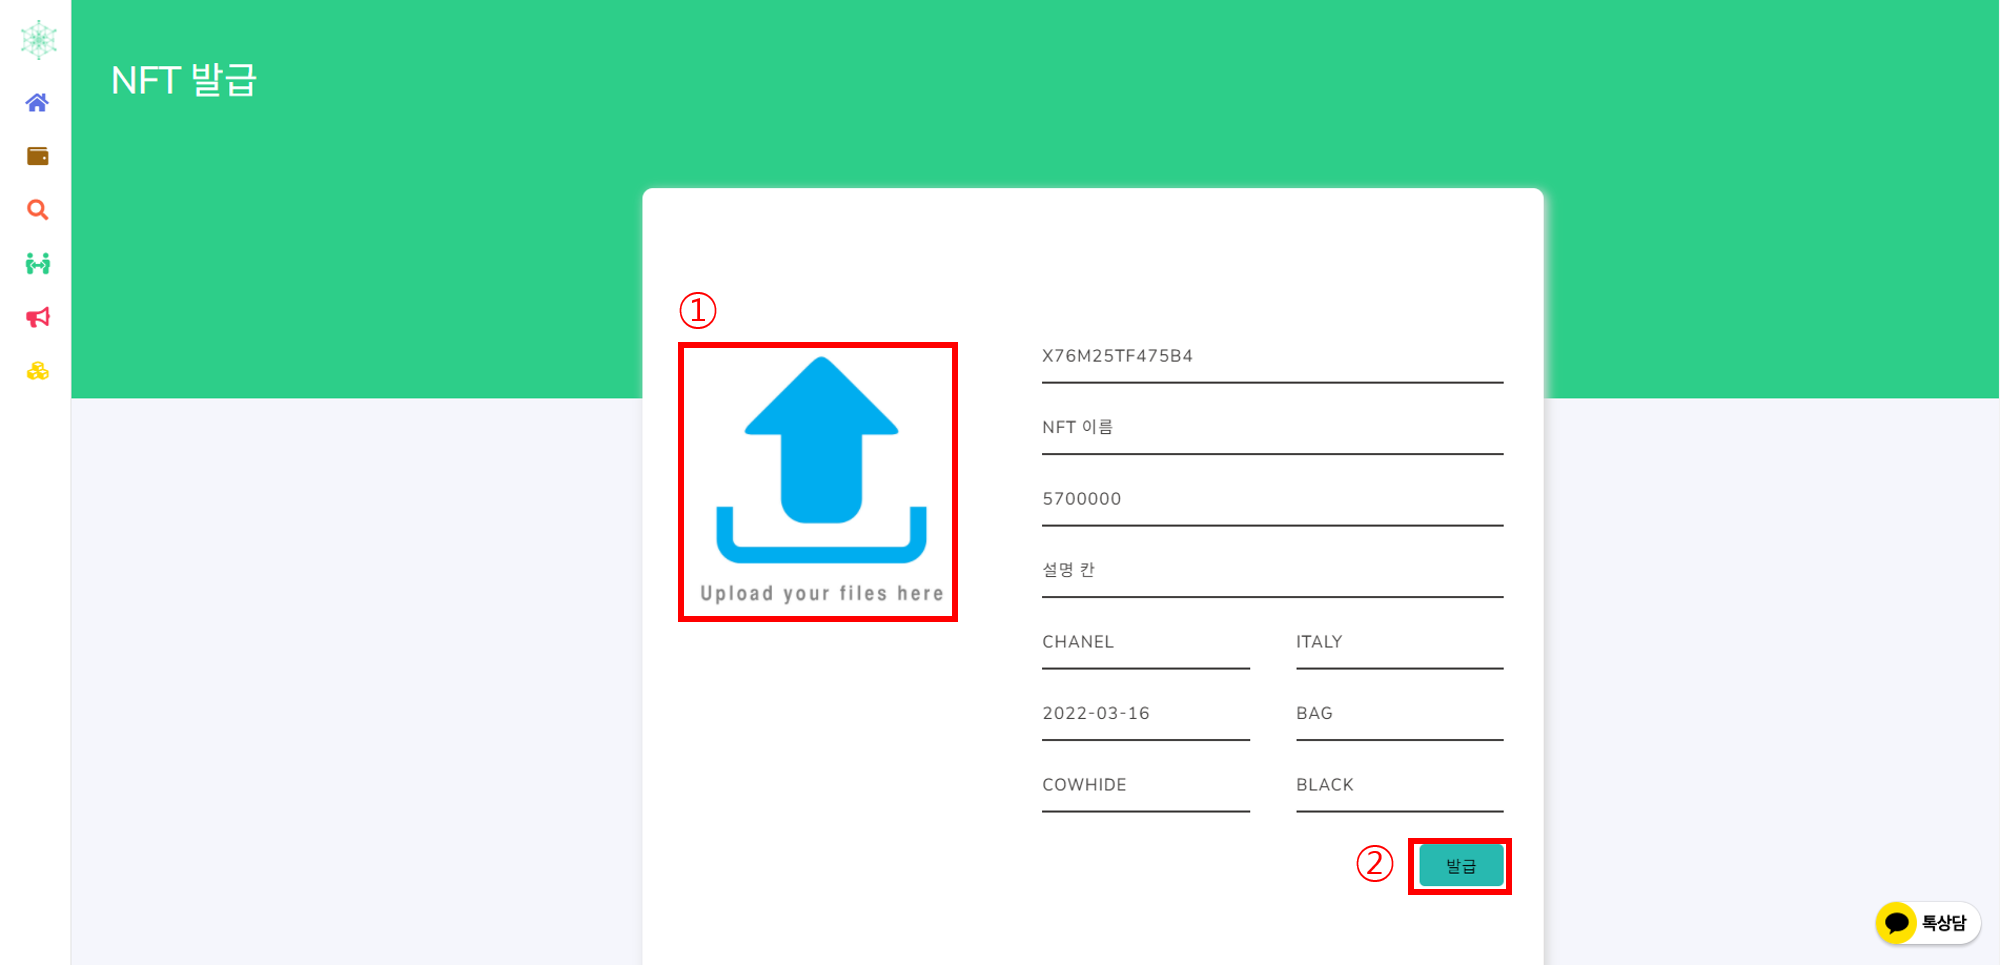 NFT 발급
①
Upload your files here
X76M25TF475B4
NFT 이름
5700000
설명 칸
CHANEL
ITALY
2022-03-16
BAG
COWHIDE
BLACK
②
발급
톡상담